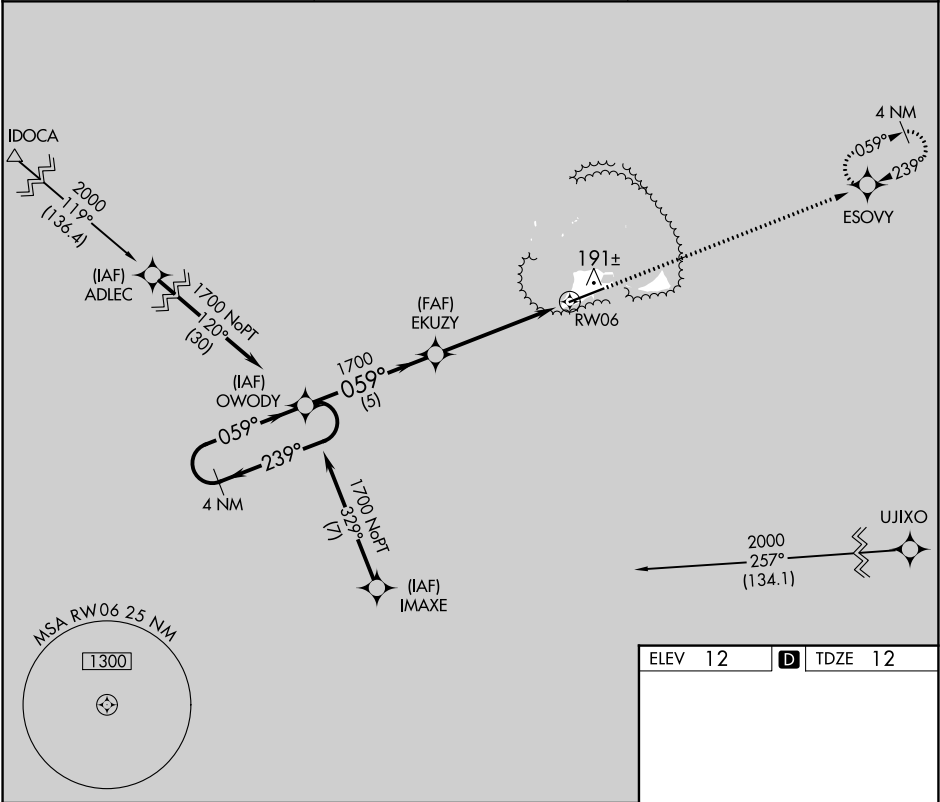 IDOCA
2000
119°
(136.4)
(IAF)
ADLEC
1700 NoPT
120°
(30)
(IAF)
OWODY
059°
239°
4 NM
1700
059°
(5)
(FAF)
EKUZY
191±
RW06
4 NM
059°
239°
ESOVY
1700 NoPT
329°
(7)
(IAF)
IMAXE
UJIXO
2000
257°
(134.1)
MSA RW06 25 NM
1300
ELEV 12 D TDZE 12